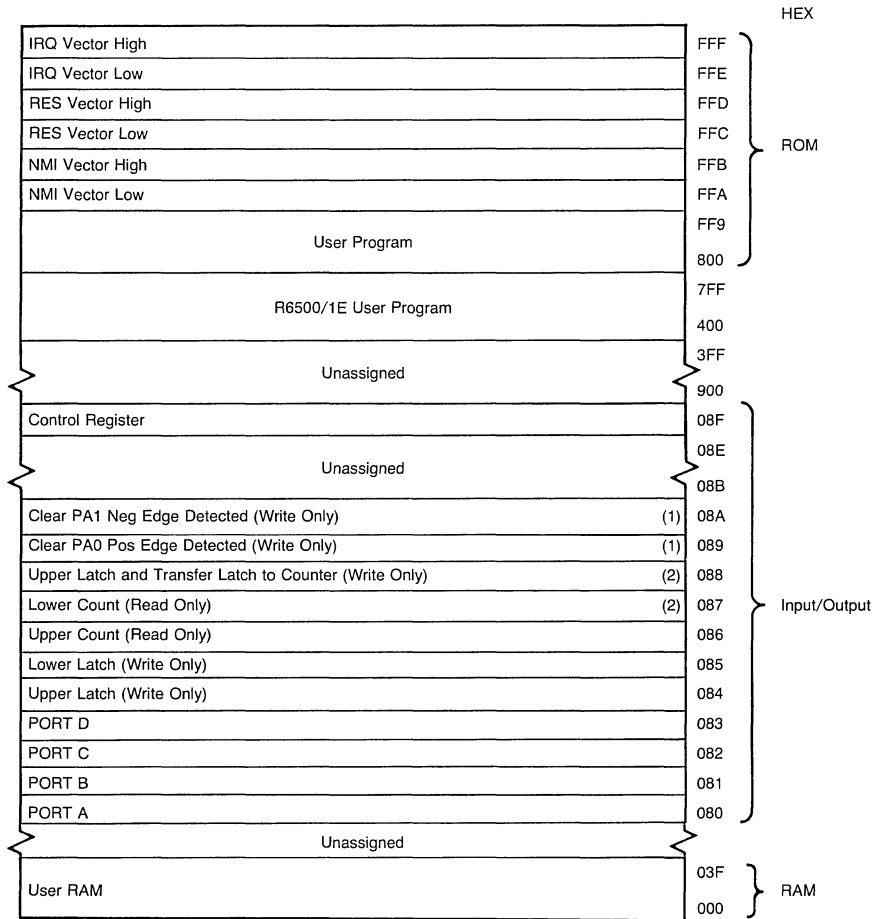 HEX
IRQ Vector High FFF
IRQ Vector Low FFE
RES Vector High FFD
RES Vector Low FFC
ROM
NMI Vector High FFB
NMI Vector Low FFA
FF9
User Program
800
7FF
R6500/1E User Program
400
3FF
Unassigned
900
Control Register 08F
08E
Unassigned
08B
Clear PA1 Neg Edge Detected (Write Only) (1) 08A
Clear PA0 Pos Edge Detected (Write Only) (1) 089
Upper Latch and Transfer Latch to Counter (Write Only) (2) 088
Lower Count (Read Only) (2) 087 Input/Output
Upper Count (Read Only) 086
Lower Latch (Write Only) 085
Upper Latch (Write Only) 084
PORT D 083
PORT C 082
PORT B 081
PORT A 080
Unassigned
03F
User RAM RAM
000